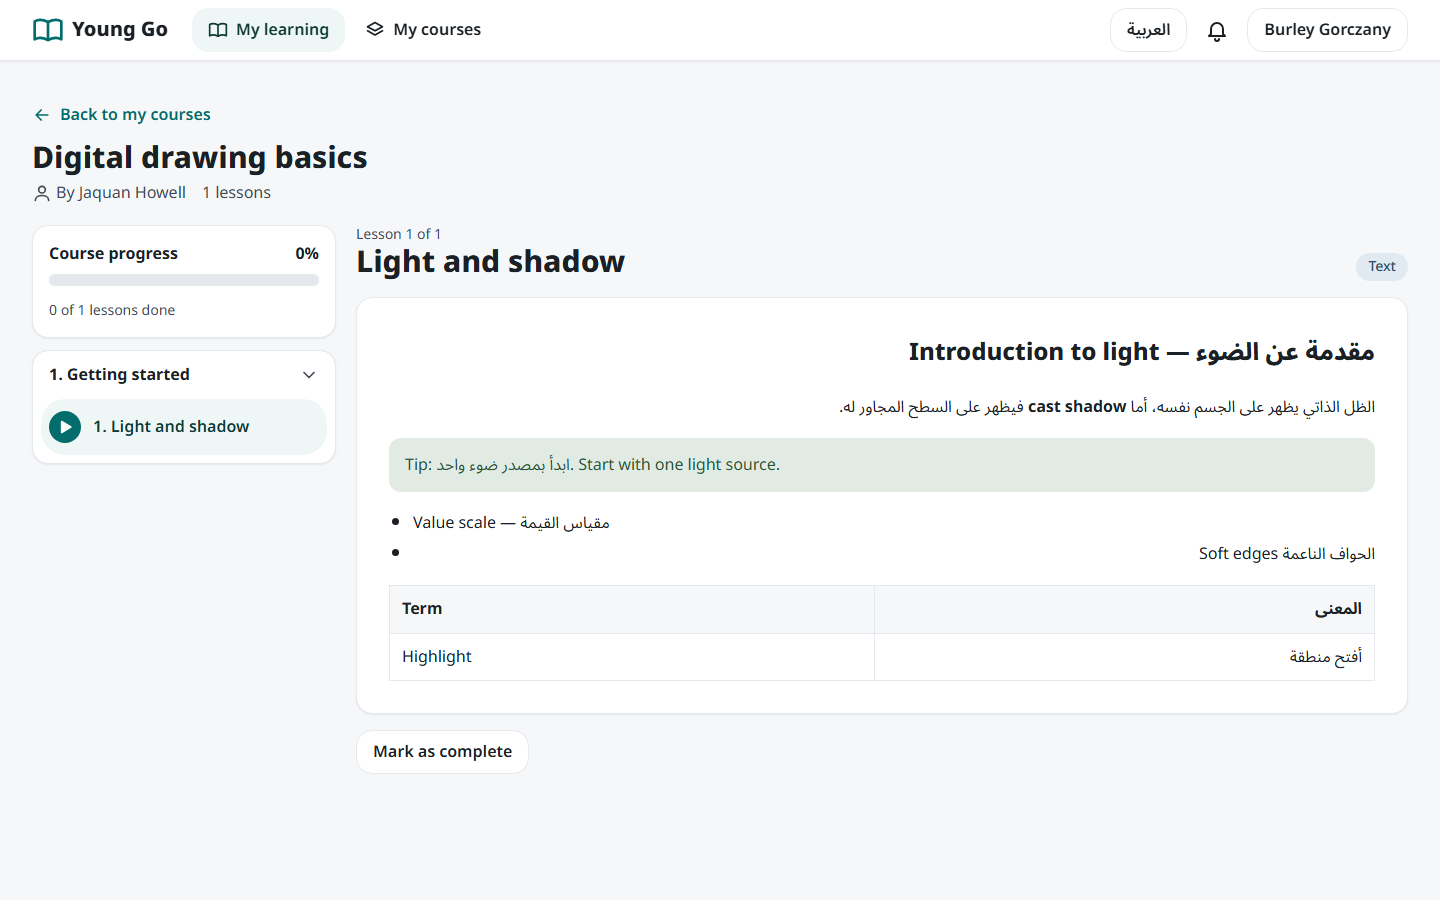 Young Go
My learning
My courses
العربية
Burley Gorczany
Back to my courses
Digital drawing basics
By Jaquan Howell 1 lessons
Course progress 0%
0 of 1 lessons done
1. Getting started
1. Light and shadow
Lesson 1 of 1
Light and shadow
Text
مقدمة عن الضوء — Introduction to light
الظل الذاتي يظهر على الجسم نفسه، أما cast shadow فيظهر على السطح المجاور له.
Tip: ابدأ بمصدر ضوء واحد. Start with one light source.
Value scale — مقياس القيمة
الحواف الناعمة Soft edges
Term المعنى
Highlight أفتح منطقة
Mark as complete